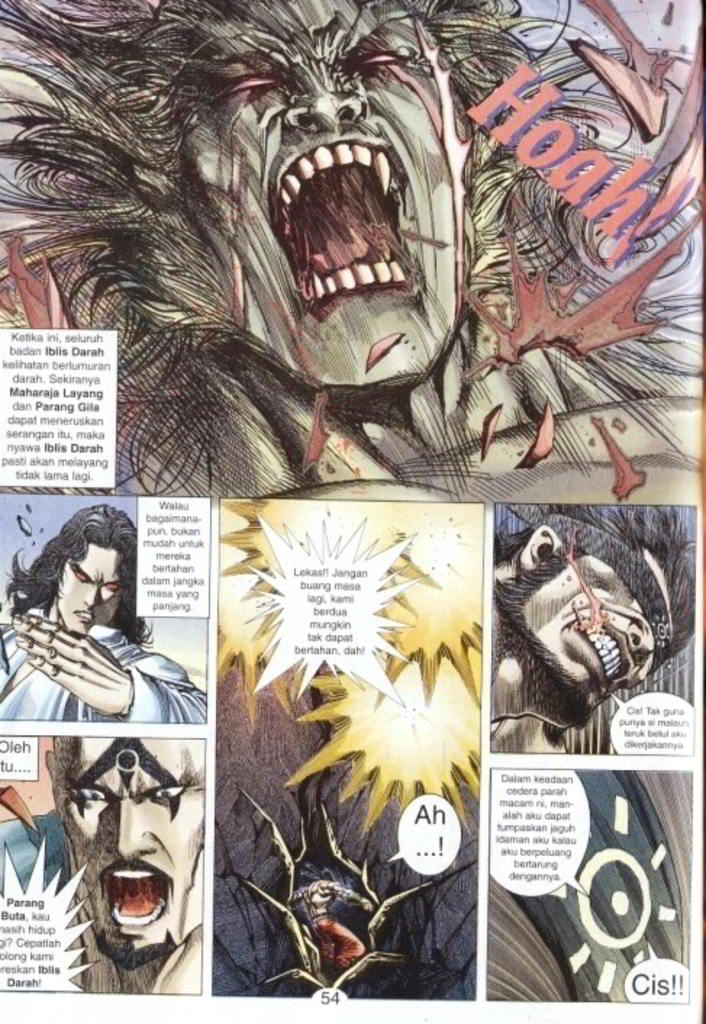 Hoah!
Ketika ini, seluruh
badan Iblis Darah
kelihatan berlumuran
darah. Sekiranya
Maharaja Layang
dan Parang Gila
dapat meneruskan
serangan itu, maka
nyawa Iblis Darah
pasti akan melayang
tidak lama lagi.
Walau
bagaimana-
pun, bukan
mudah untuk
mereka
bertahan
dalam jangka
masa yang
panjang.
Lekas!! Jangan
buang masa
lagi, kami
berdua
mungkin
tak dapat
bertahan, dah!
Cis! Tak guna
punya si malaun,
teruk betul aku
dikerjakannya
Oleh
tu....
Parang
Buta, kau
masih hidup
gi? Cepatlah
olong kami
ereskan Iblis
Darah!
Ah
...!
Dalam keadaan
cedera parah
macam ni, man-
alah aku dapat
tumpaskan jaguh
idaman aku kalau
aku berpeluang
bertarung
dengannya.
Cis!!
54